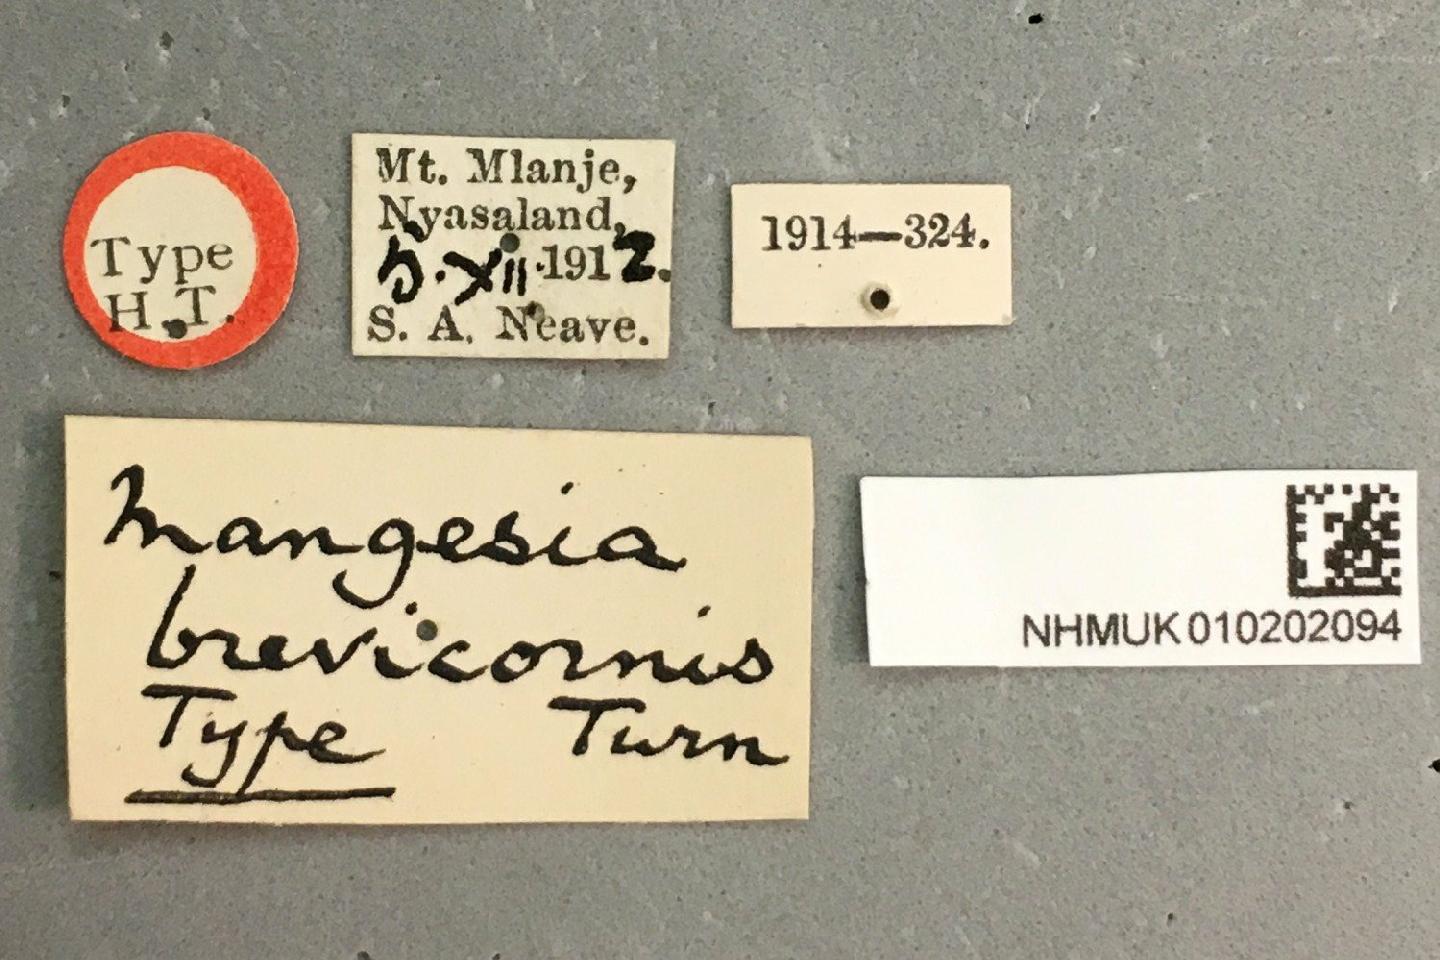 Type
H.T.
Mt. Mlanje,
Nyasaland,
5.XII.1912.
S. A. Neave.
1914—324.
Mangesia
brevicornis
Type Turn
NHMUK010202094